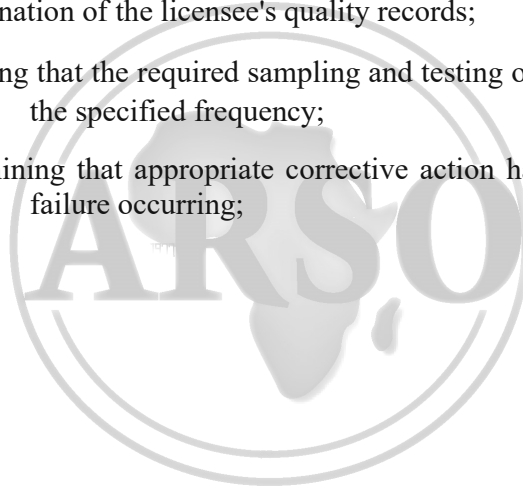 nation of the licensee's quality records;
ng that the required sampling and testing o
the specified frequency;
ining that appropriate corrective action ha
failure occurring;
ARSO